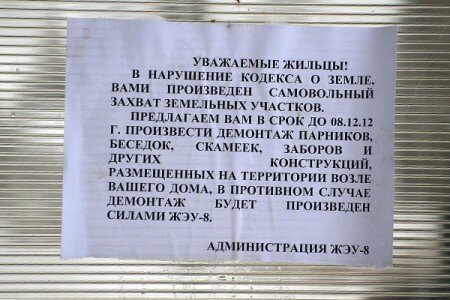 УВАЖАЕМЫЕ ЖИЛЬЦЫ!
В НАРУШЕНИЕ КОДЕКСА О ЗЕМЛЕ,
ВАМИ ПРОИЗВЕДЕН САМОВОЛЬНЫЙ
ЗАХВАТ ЗЕМЕЛЬНЫХ УЧАСТКОВ.
ПРЕДЛАГАЕМ ВАМ В СРОК ДО 08.12.12
Г. ПРОИЗВЕСТИ ДЕМОНТАЖ ПАРНИКОВ,
БЕСЕДОК, СКАМЕЕК, ЗАБОРОВ И
ДРУГИХ КОНСТРУКЦИЙ,
РАЗМЕЩЕННЫХ НА ТЕРРИТОРИИ ВОЗЛЕ
ВАШЕГО ДОМА, В ПРОТИВНОМ СЛУЧАЕ
ДЕМОНТАЖ БУДЕТ ПРОИЗВЕДЕН
СИЛАМИ ЖЭУ-8.
АДМИНИСТРАЦИЯ ЖЭУ-8